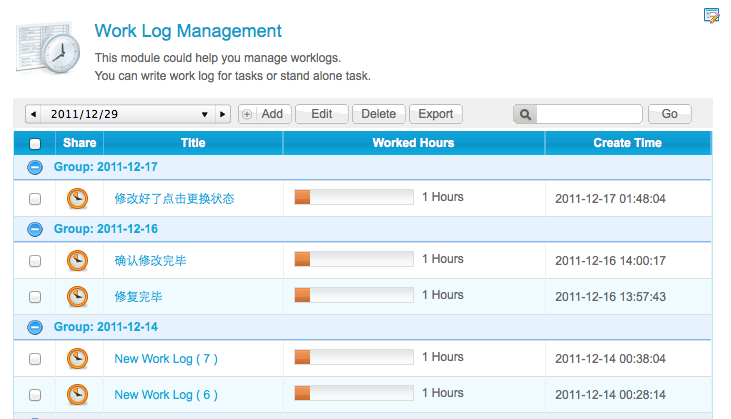 Work Log Management
This module could help you manage worklogs.
You can write work log for tasks or stand alone task.
2011/12/29 Add Edit Delete Export Go
Share Title Worked Hours Create Time
Group: 2011-12-17
修改好了点击更换状态 1 Hours 2011-12-17 01:48:04
Group: 2011-12-16
确认修改完毕 1 Hours 2011-12-16 14:00:17
修复完毕 1 Hours 2011-12-16 13:57:43
Group: 2011-12-14
New Work Log ( 7 ) 1 Hours 2011-12-14 00:38:04
New Work Log ( 6 ) 1 Hours 2011-12-14 00:28:14